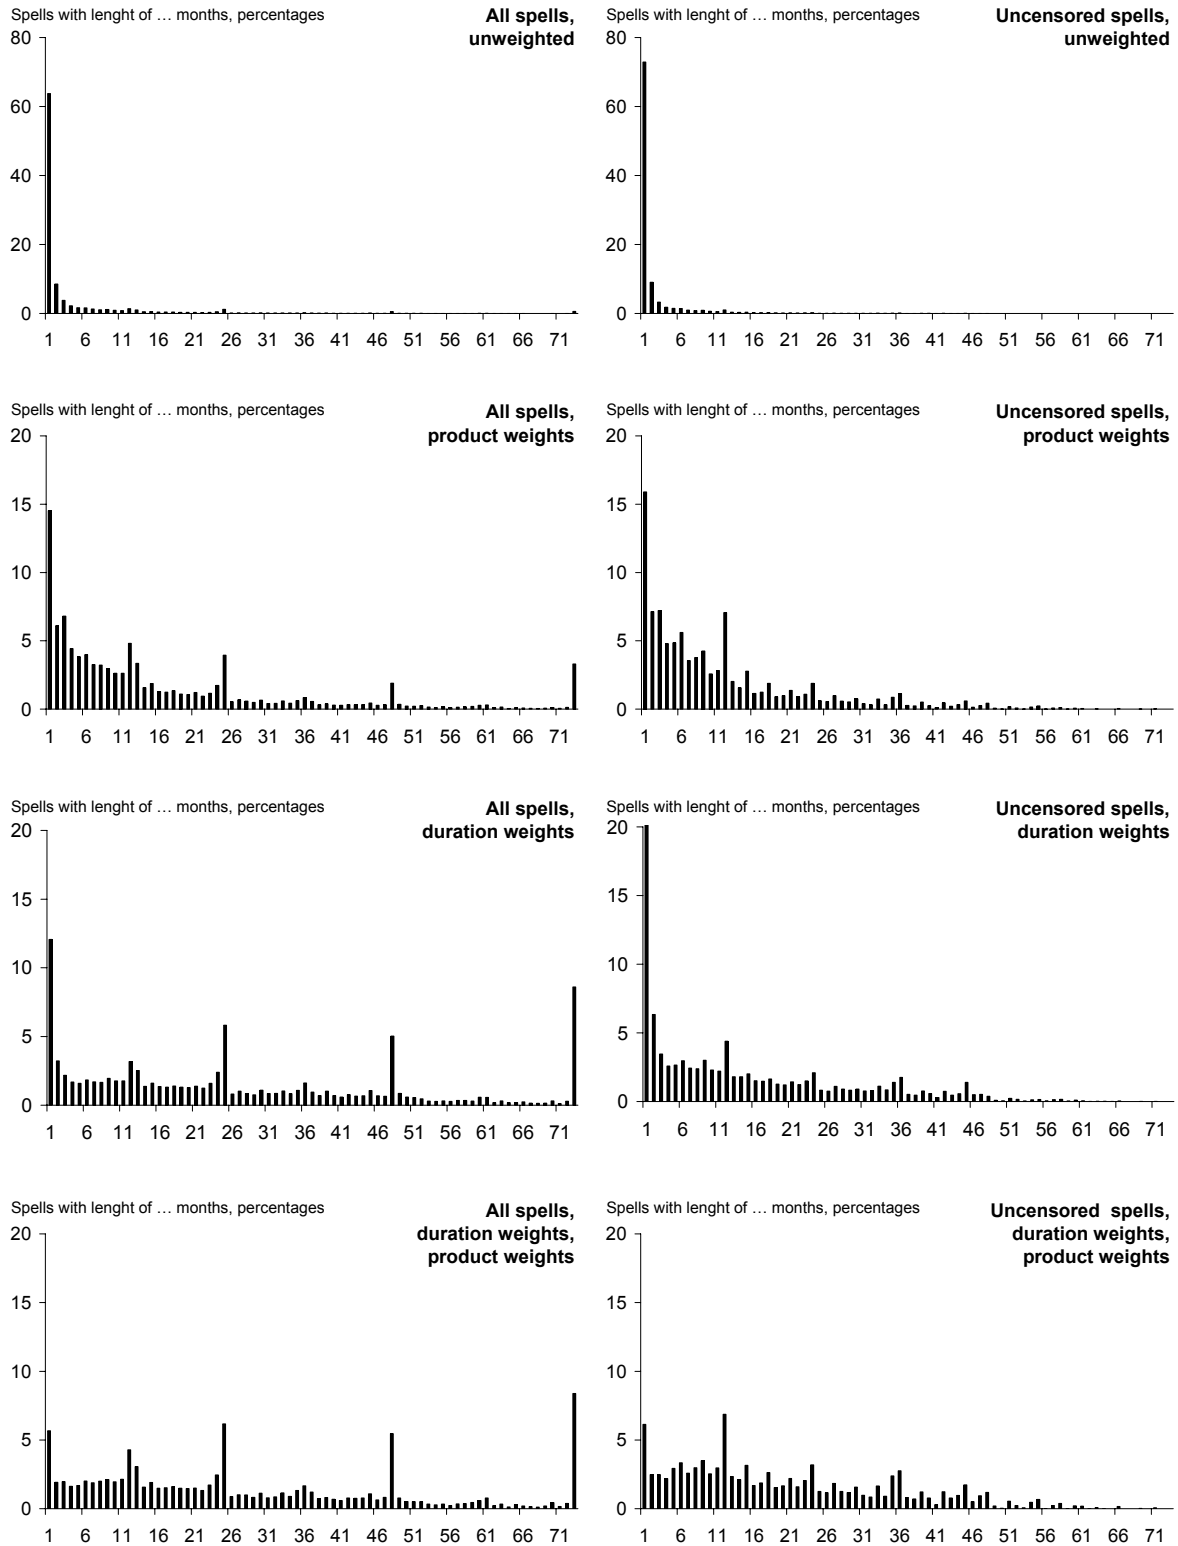 Spells with lenght of … months, percentages
All spells,
unweighted
80
60
40
20
0
1 6 11 16 21 26 31 36 41 46 51 56 61 66 71
Spells with lenght of … months, percentages
Uncensored spells,
unweighted
80
60
40
20
0
1 6 11 16 21 26 31 36 41 46 51 56 61 66 71
Spells with lenght of … months, percentages
All spells,
product weights
20
15
10
5
0
1 6 11 16 21 26 31 36 41 46 51 56 61 66 71
Spells with lenght of … months, percentages
Uncensored spells,
product weights
20
15
10
5
0
1 6 11 16 21 26 31 36 41 46 51 56 61 66 71
Spells with lenght of … months, percentages
All spells,
duration weights
20
15
10
5
0
1 6 11 16 21 26 31 36 41 46 51 56 61 66 71
Spells with lenght of … months, percentages
Uncensored spells,
duration weights
20
15
10
5
0
1 6 11 16 21 26 31 36 41 46 51 56 61 66 71
Spells with lenght of … months, percentages
All spells,
duration weights,
product weights
20
15
10
5
0
1 6 11 16 21 26 31 36 41 46 51 56 61 66 71
Spells with lenght of … months, percentages
Uncensored spells,
duration weights,
product weights
20
15
10
5
0
1 6 11 16 21 26 31 36 41 46 51 56 61 66 71